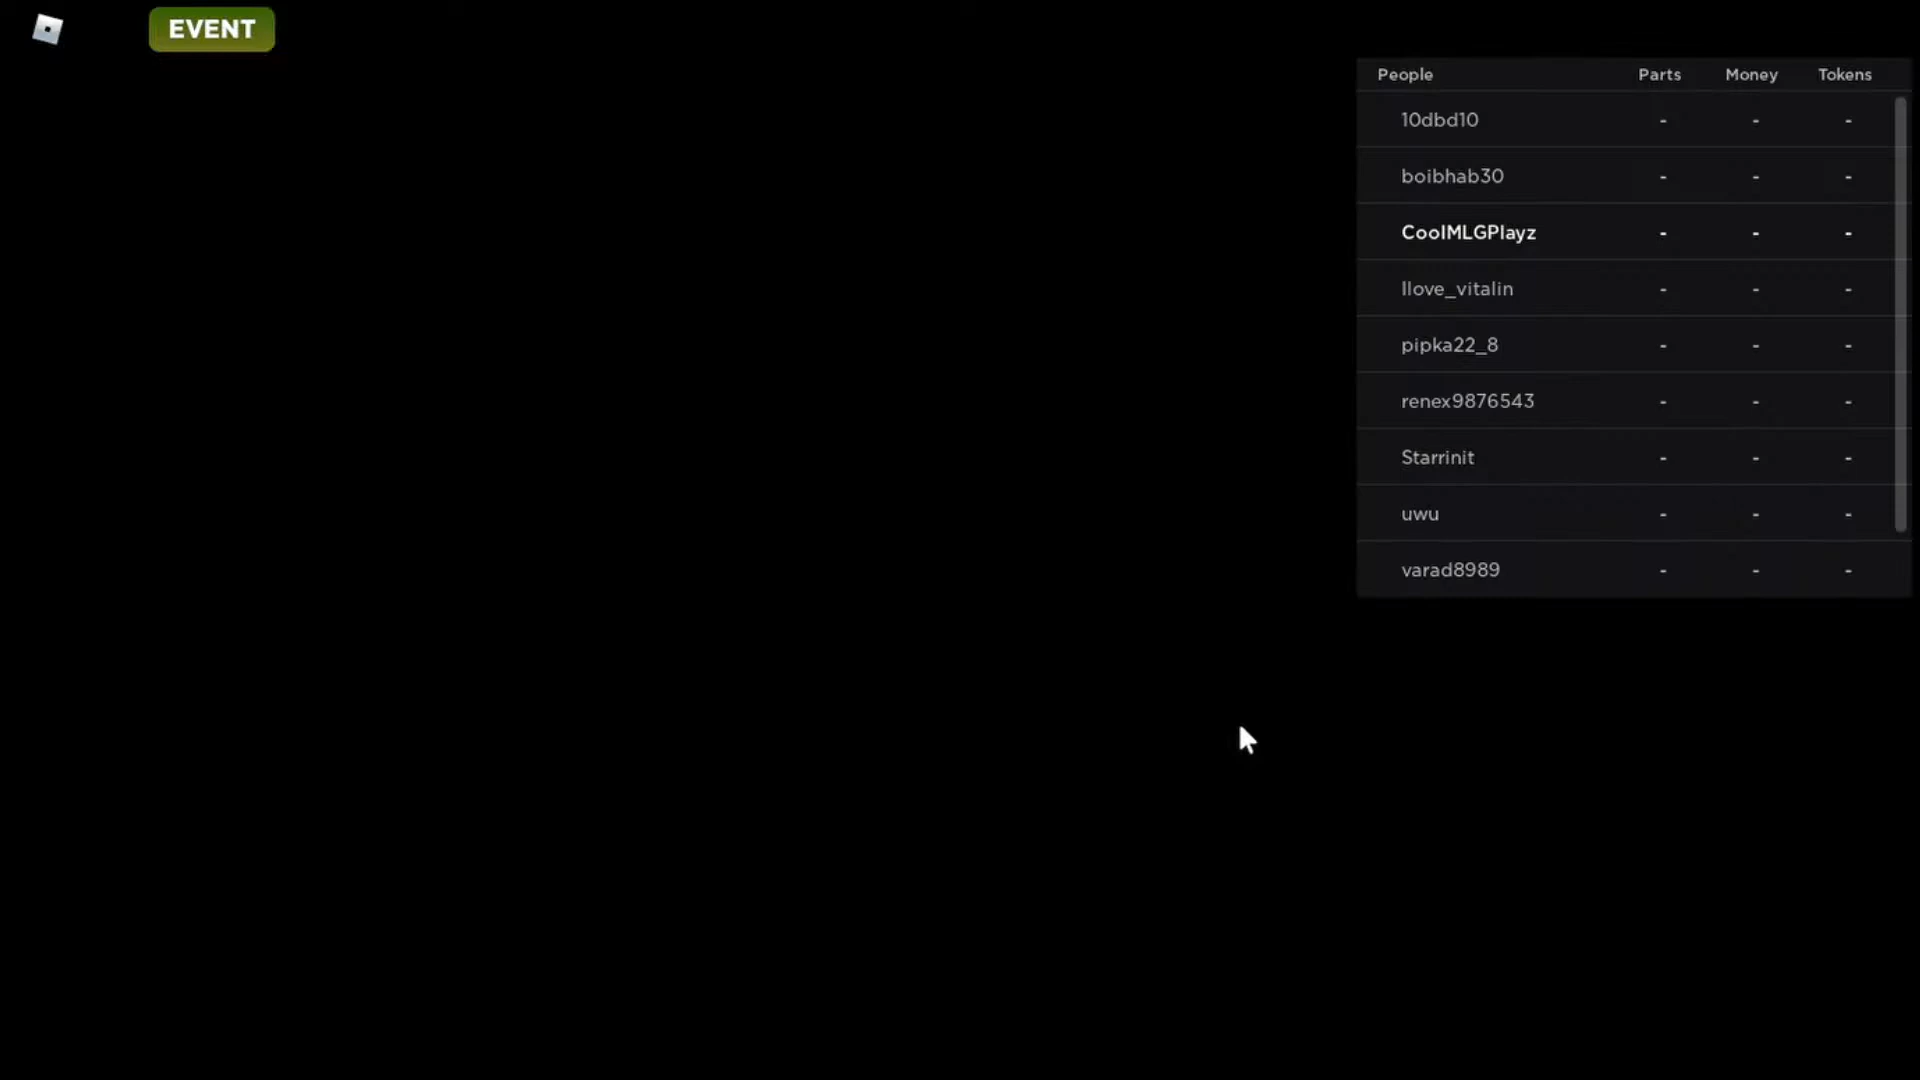 EVENT
People Parts Money Tokens
10dbd10 - - -
boibhab30 - - -
CoolMLGPlayz - - -
Ilove_vitalin - - -
pipka22_8 - - -
renex9876543 - - -
Starrinit - - -
uwu - - -
varad8989 - - -